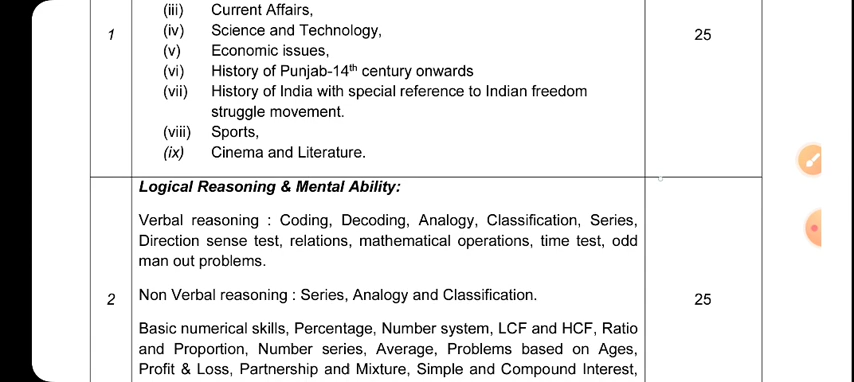 (iii) Current Affairs,
1 (iv) Science and Technology, 25
(v) Economic issues,
(vi) History of Punjab-14th century onwards
(vii) History of India with special reference to Indian freedom
struggle movement.
(viii) Sports,
(ix) Cinema and Literature.
Logical Reasoning & Mental Ability:
Verbal reasoning : Coding, Decoding, Analogy, Classification, Series,
Direction sense test, relations, mathematical operations, time test, odd
man out problems.
2 Non Verbal reasoning : Series, Analogy and Classification. 25
Basic numerical skills, Percentage, Number system, LCF and HCF, Ratio
and Proportion, Number series, Average, Problems based on Ages,
Profit & Loss, Partnership and Mixture, Simple and Compound Interest,